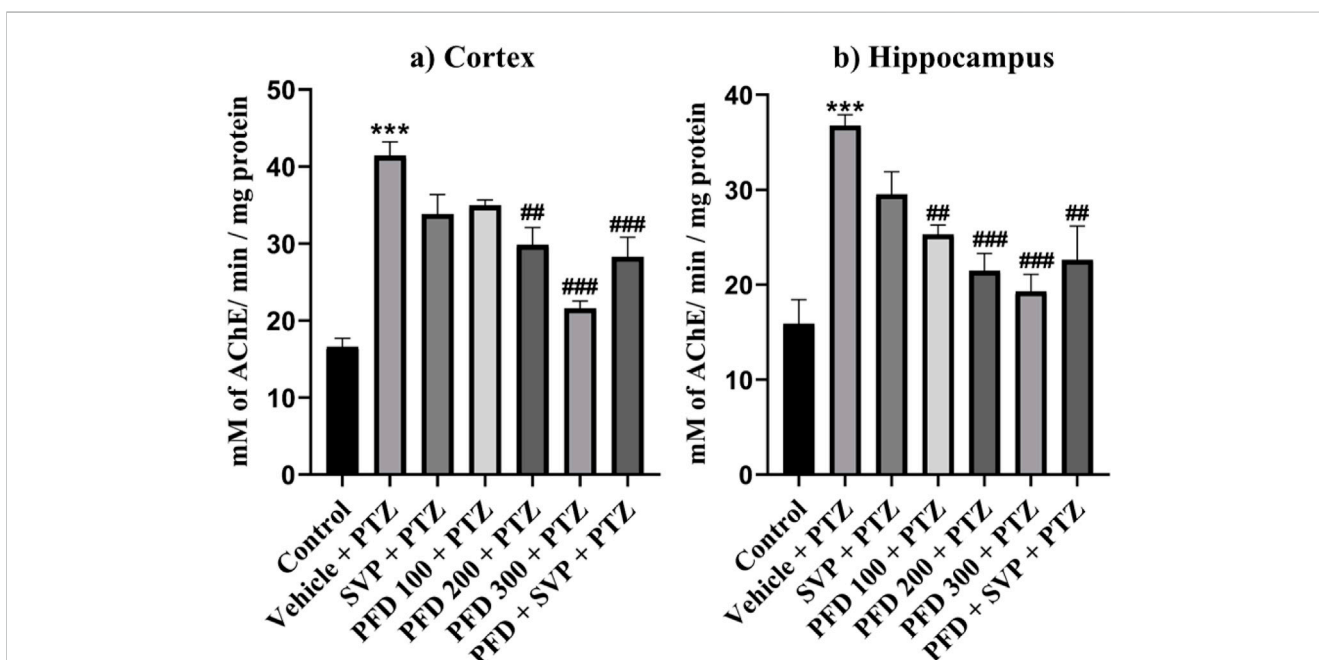 a) Cortex
mM of AChE/ min / mg protein
50
40
30
20
10
0
***
##
###
###
Control
Vehicle + PTZ
SVP + PTZ
PFD 100 + PTZ
PFD 200 + PTZ
PFD 300 + PTZ
PFD + SVP + PTZ
b) Hippocampus
mM of AChE/ min / mg protein
40
30
20
10
0
***
##
###
###
##
Control
Vehicle + PTZ
SVP + PTZ
PFD 100 + PTZ
PFD 200 + PTZ
PFD 300 + PTZ
PFD + SVP + PTZ